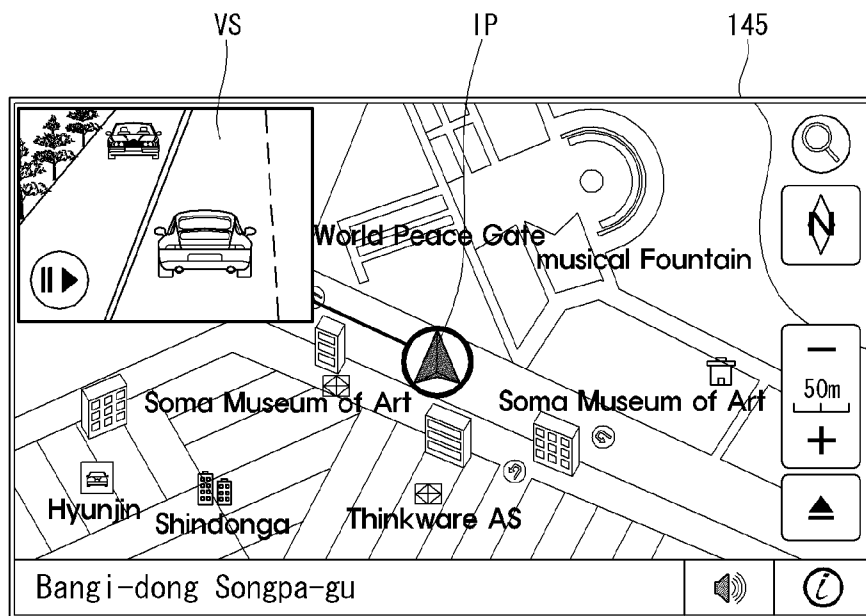 VS
IP
145
World Peace Gate
musical Fountain
N
50m
Soma Museum of Art
Soma Museum of Art
Hyunjin
Shindonga
Thinkware AS
Bangi-dong Songpa-gu
i